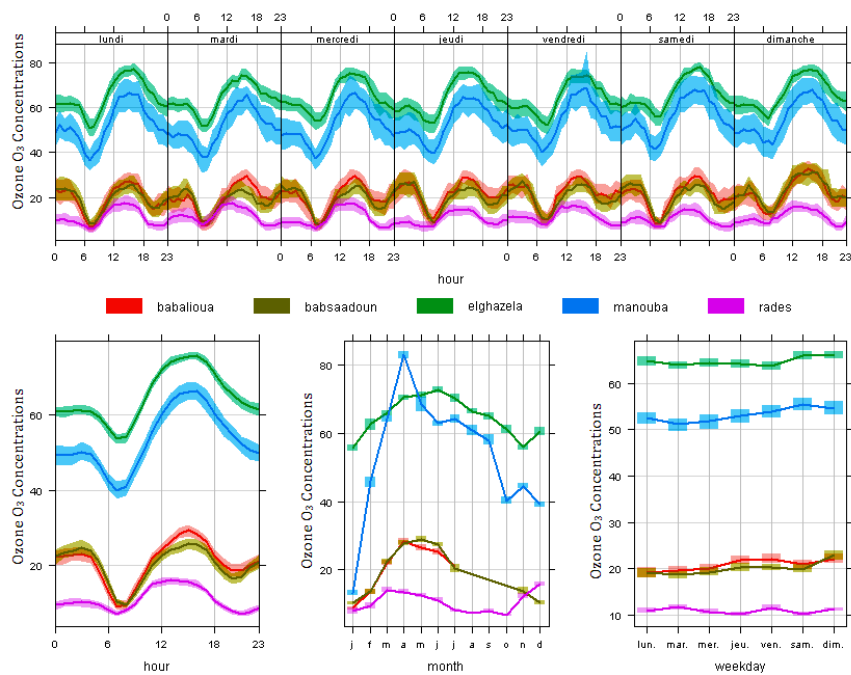 0 6 12 18 23 0 6 12 18 23 0 6 12 18 23
lundi mardi mercredi jeudi vendredi samedi dimanche
Ozone O₃ Concentrations
80
60
40
20
0 6 12 18 23 0 6 12 18 23 0 6 12 18 23 0 6 12 18 23
hour
babalioua babsaadoun elghazela manouba rades
Ozone O₃ Concentrations
60
40
20
0 6 12 18 23
hour
Ozone O₃ Concentrations
80
60
40
20
j f m a m j j a s o n d
month
Ozone O₃ Concentrations
60
50
40
30
20
10
lun. mar. mer. jeu. ven. sam. dim.
weekday